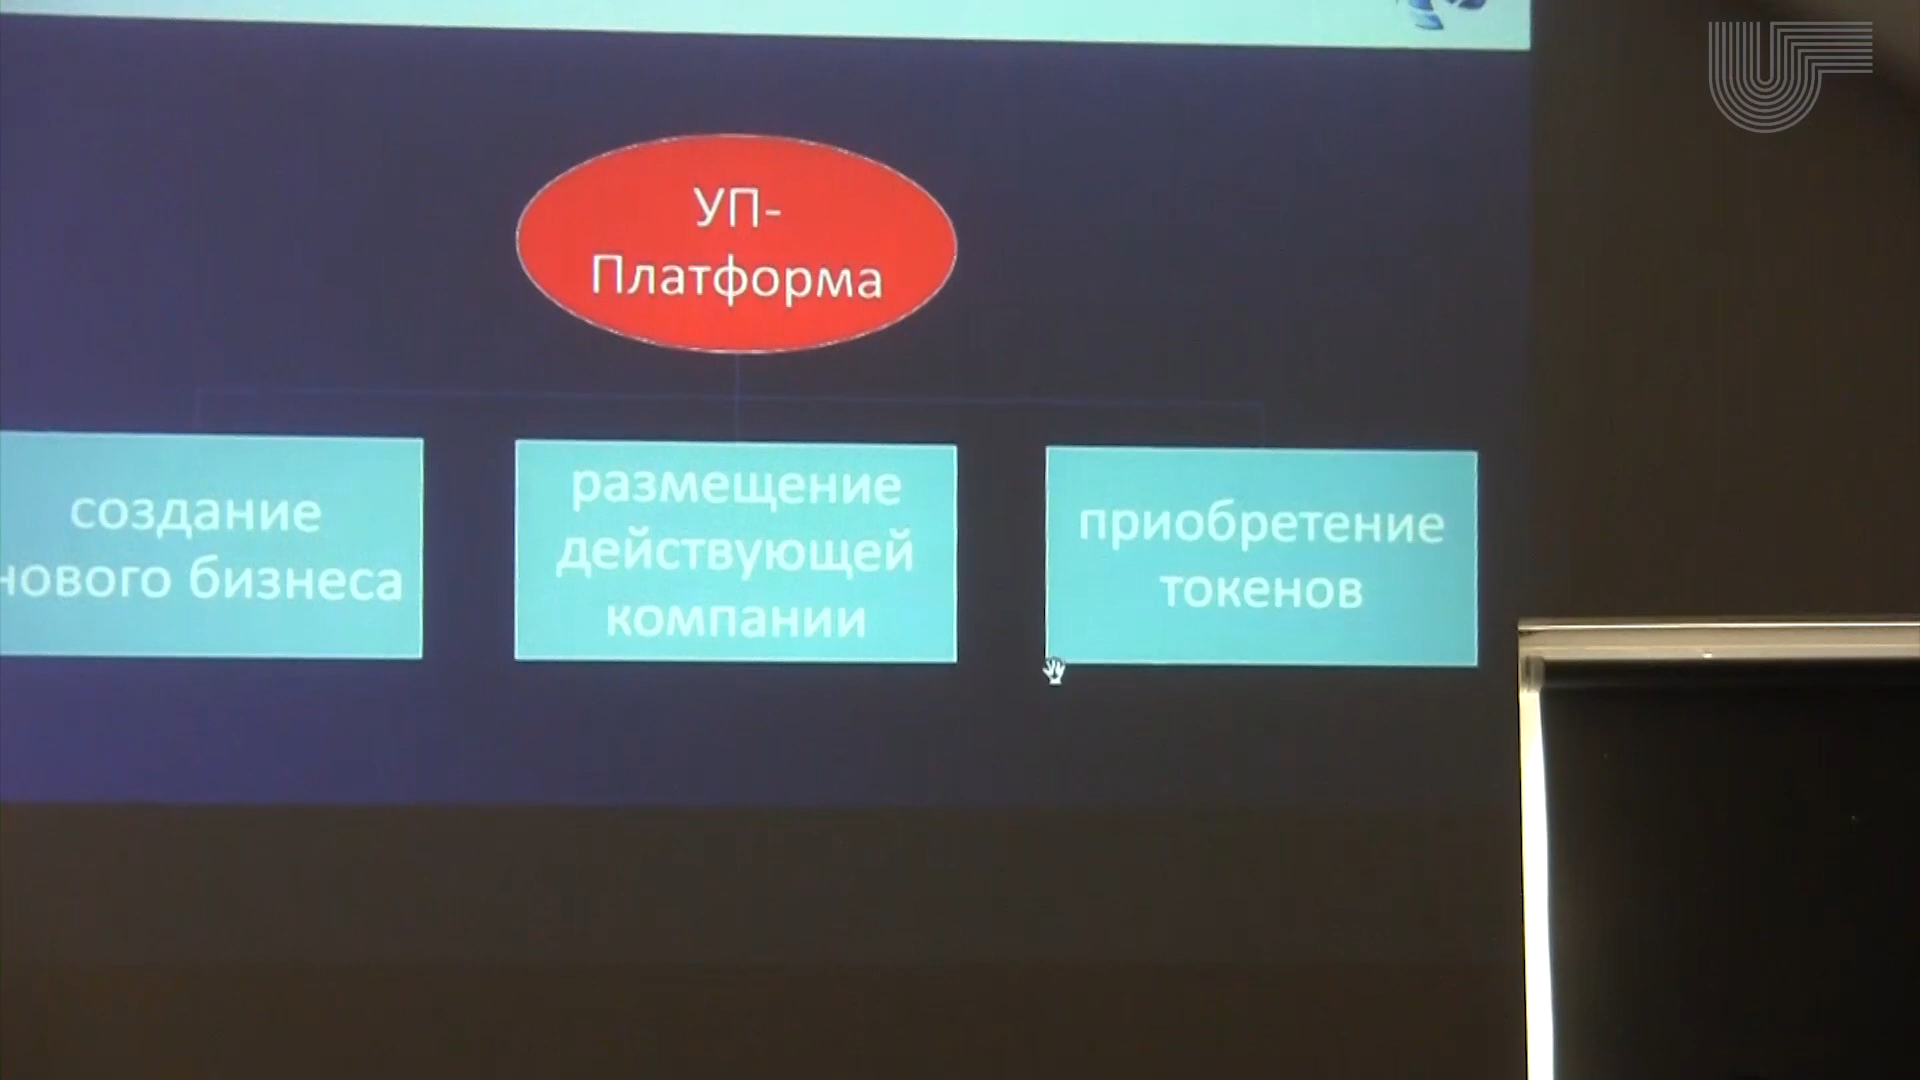 УП-
Платформа
создание
нового бизнеса
размещение
действующей
компании
приобретение
токенов